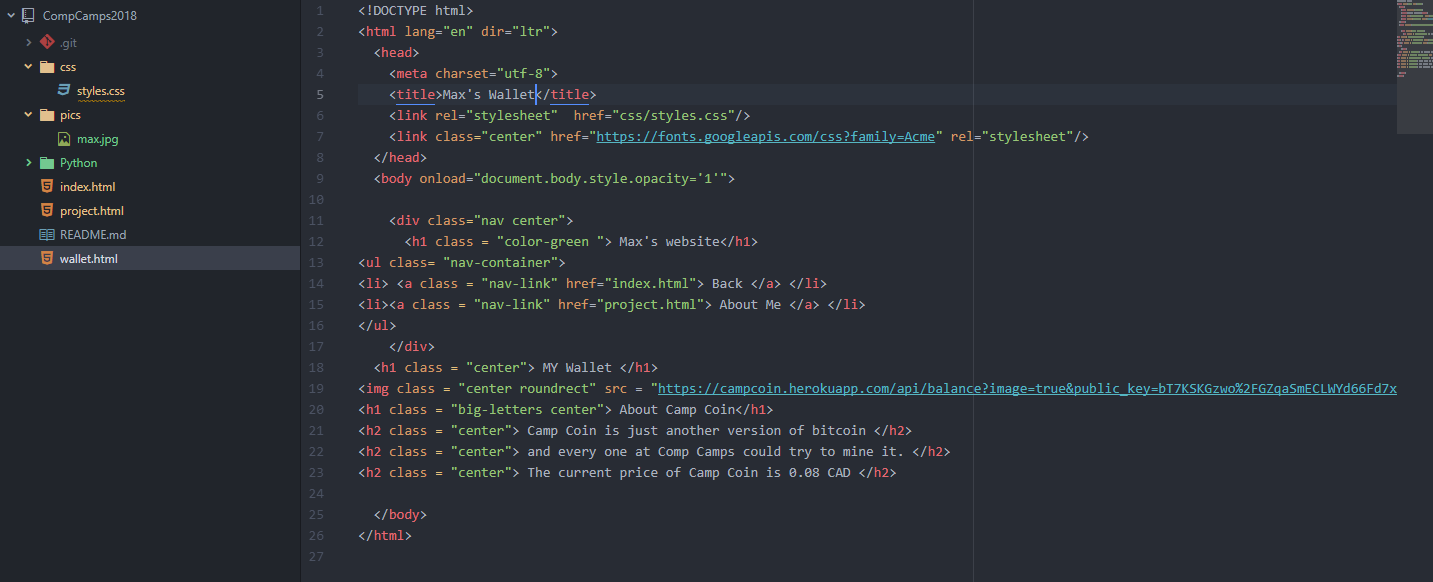 CompCamps2018
.git
css
styles.css
pics
max.jpg
Python
index.html
project.html
README.md
wallet.html
1 <!DOCTYPE html>
2 <html lang="en" dir="ltr">
3 <head>
4 <meta charset="utf-8">
5 <title>Max's Wallet</title>
6 <link rel="stylesheet"  href="css/styles.css"/>
7 <link class="center" href="https://fonts.googleapis.com/css?family=Acme" rel="stylesheet"/>
8 </head>
9 <body onload="document.body.style.opacity='1'">
10
11 <div class="nav center">
12 <h1 class = "color-green "> Max's website</h1>
13 <ul class= "nav-container">
14 <li> <a class = "nav-link" href="index.html"> Back </a> </li>
15 <li><a class = "nav-link" href="project.html"> About Me </a> </li>
16 </ul>
17 </div>
18 <h1 class = "center"> MY Wallet </h1>
19 <img class = "center roundrect" src = "https://campcoin.herokuapp.com/api/balance?image=true&public_key=bT7KSKGzwo%2FGZqaSmECLWYd66Fd7x
20 <h1 class = "big-letters center"> About Camp Coin</h1>
21 <h2 class = "center"> Camp Coin is just another version of bitcoin </h2>
22 <h2 class = "center"> and every one at Comp Camps could try to mine it. </h2>
23 <h2 class = "center"> The current price of Camp Coin is 0.08 CAD </h2>
24
25 </body>
26 </html>
27